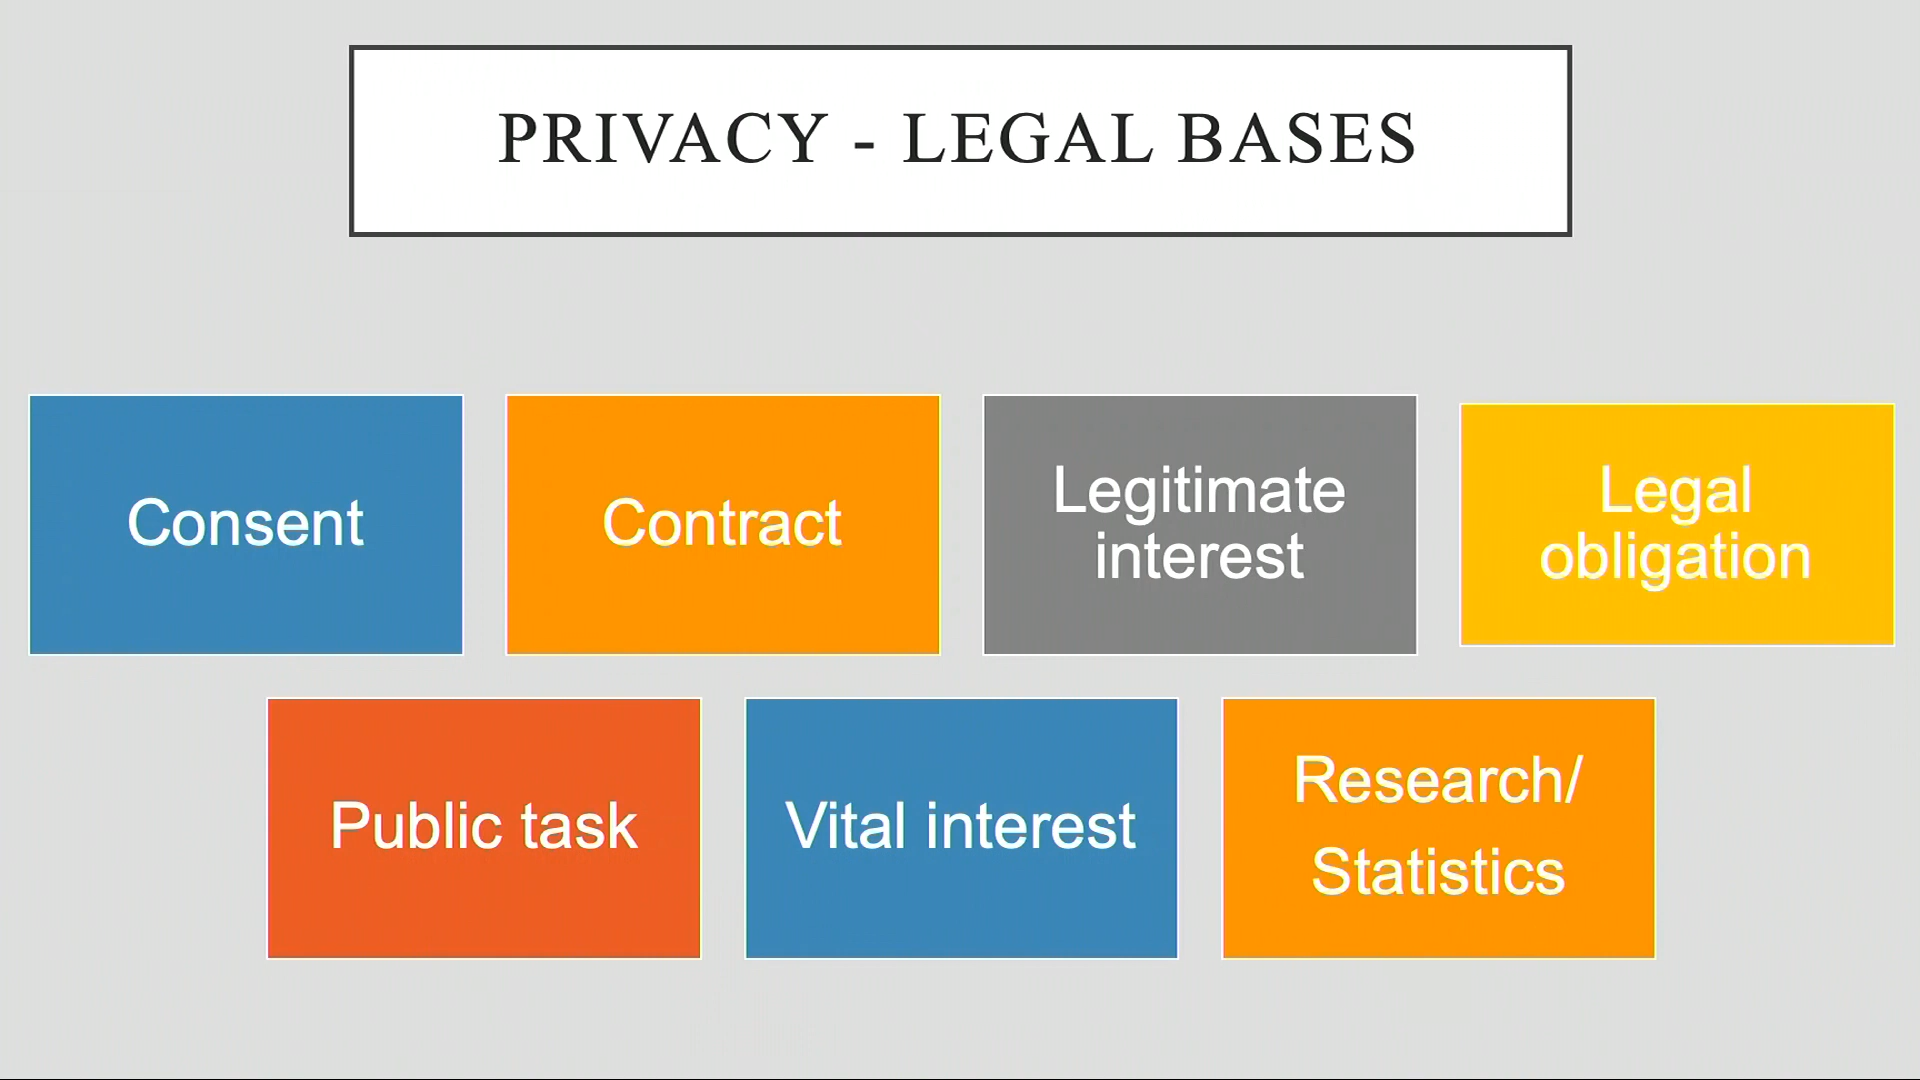 PRIVACY - LEGAL BASES
Consent
Contract
Legitimate
interest
Legal
obligation
Public task
Vital interest
Research/
Statistics